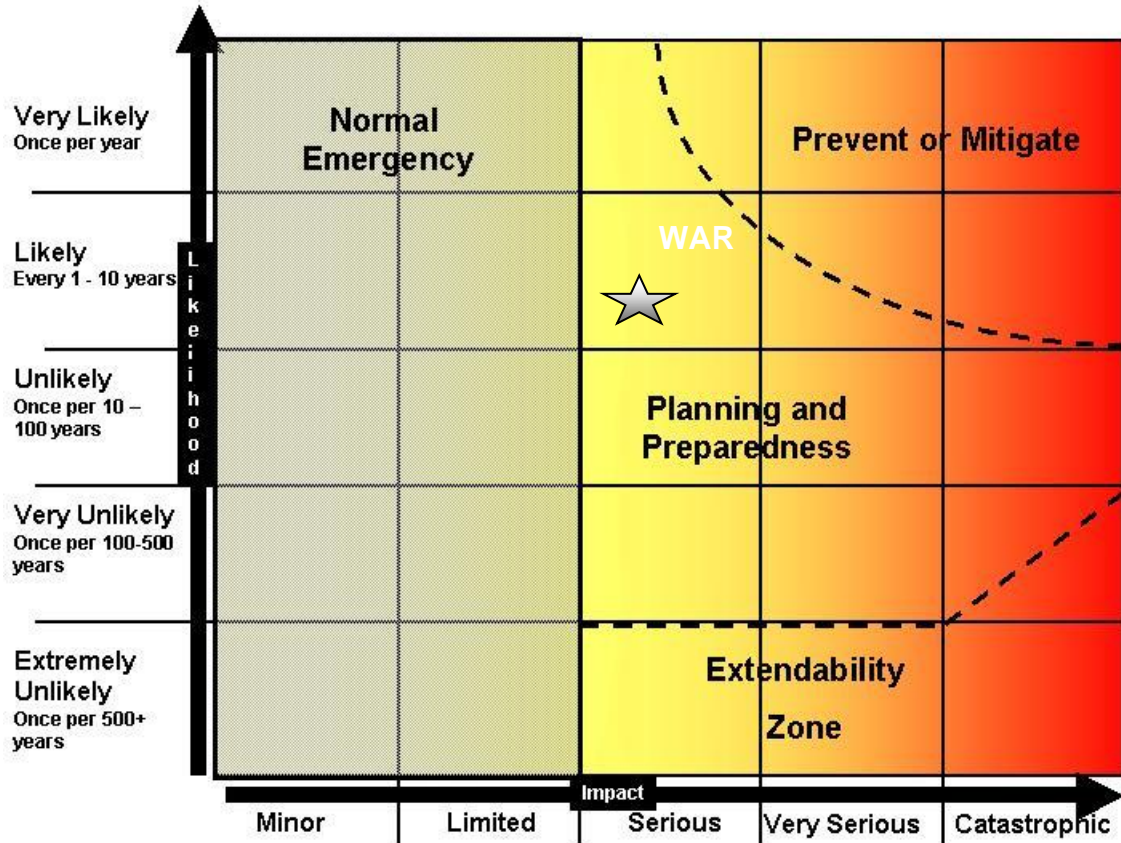 Very Likely
Once per year
Normal
Emergency
Prevent or Mitigate
Likely
Every 1 - 10 years
WAR
Likeiihood
Unlikely
Once per 10 –
100 years
Planning and
Preparedness
Very Unlikely
Once per 100-500
years
Extremely
Unlikely
Once per 500+
years
Extendability
Zone
Impact
Minor
Limited
Serious
Very Serious
Catastrophic